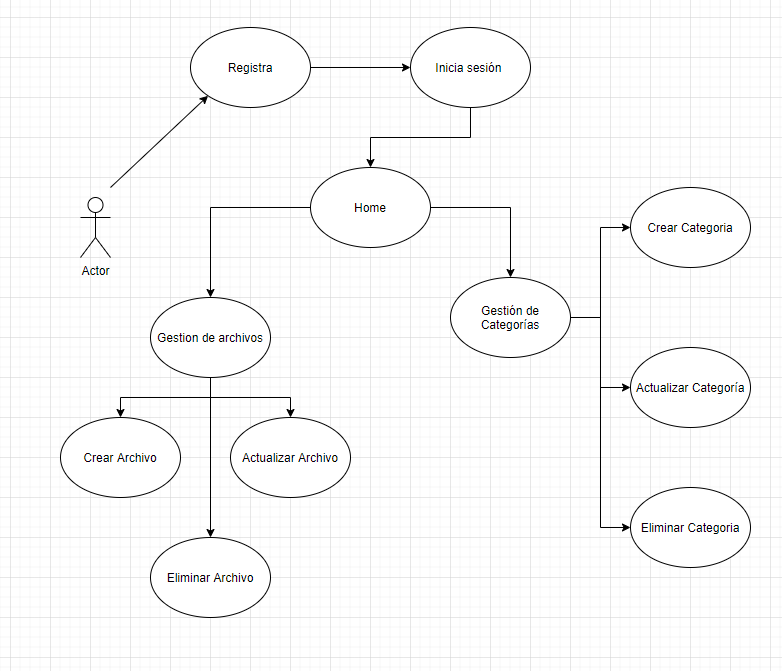 Registra
Inicia sesión
Home
Actor
Crear Categoria
Gestión de
Categorías
Gestion de archivos
Actualizar Categoría
Crear Archivo
Actualizar Archivo
Eliminar Categoria
Eliminar Archivo